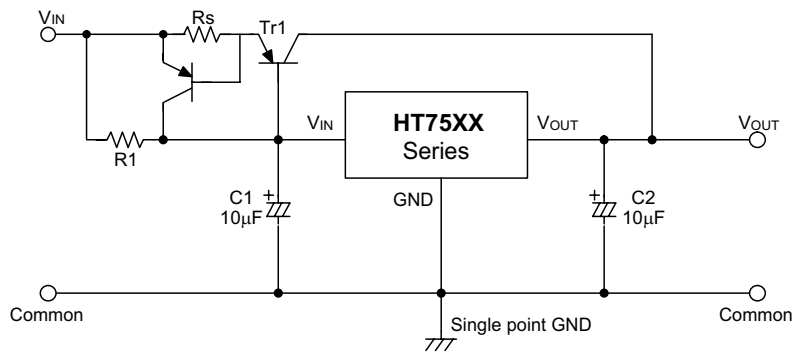 VIN
Rs
Tr1
R1
VIN
HT75XX
Series
VOUT
VOUT
GND
C1
+
10μF
C2
+
10μF
Common
Common
Single point GND